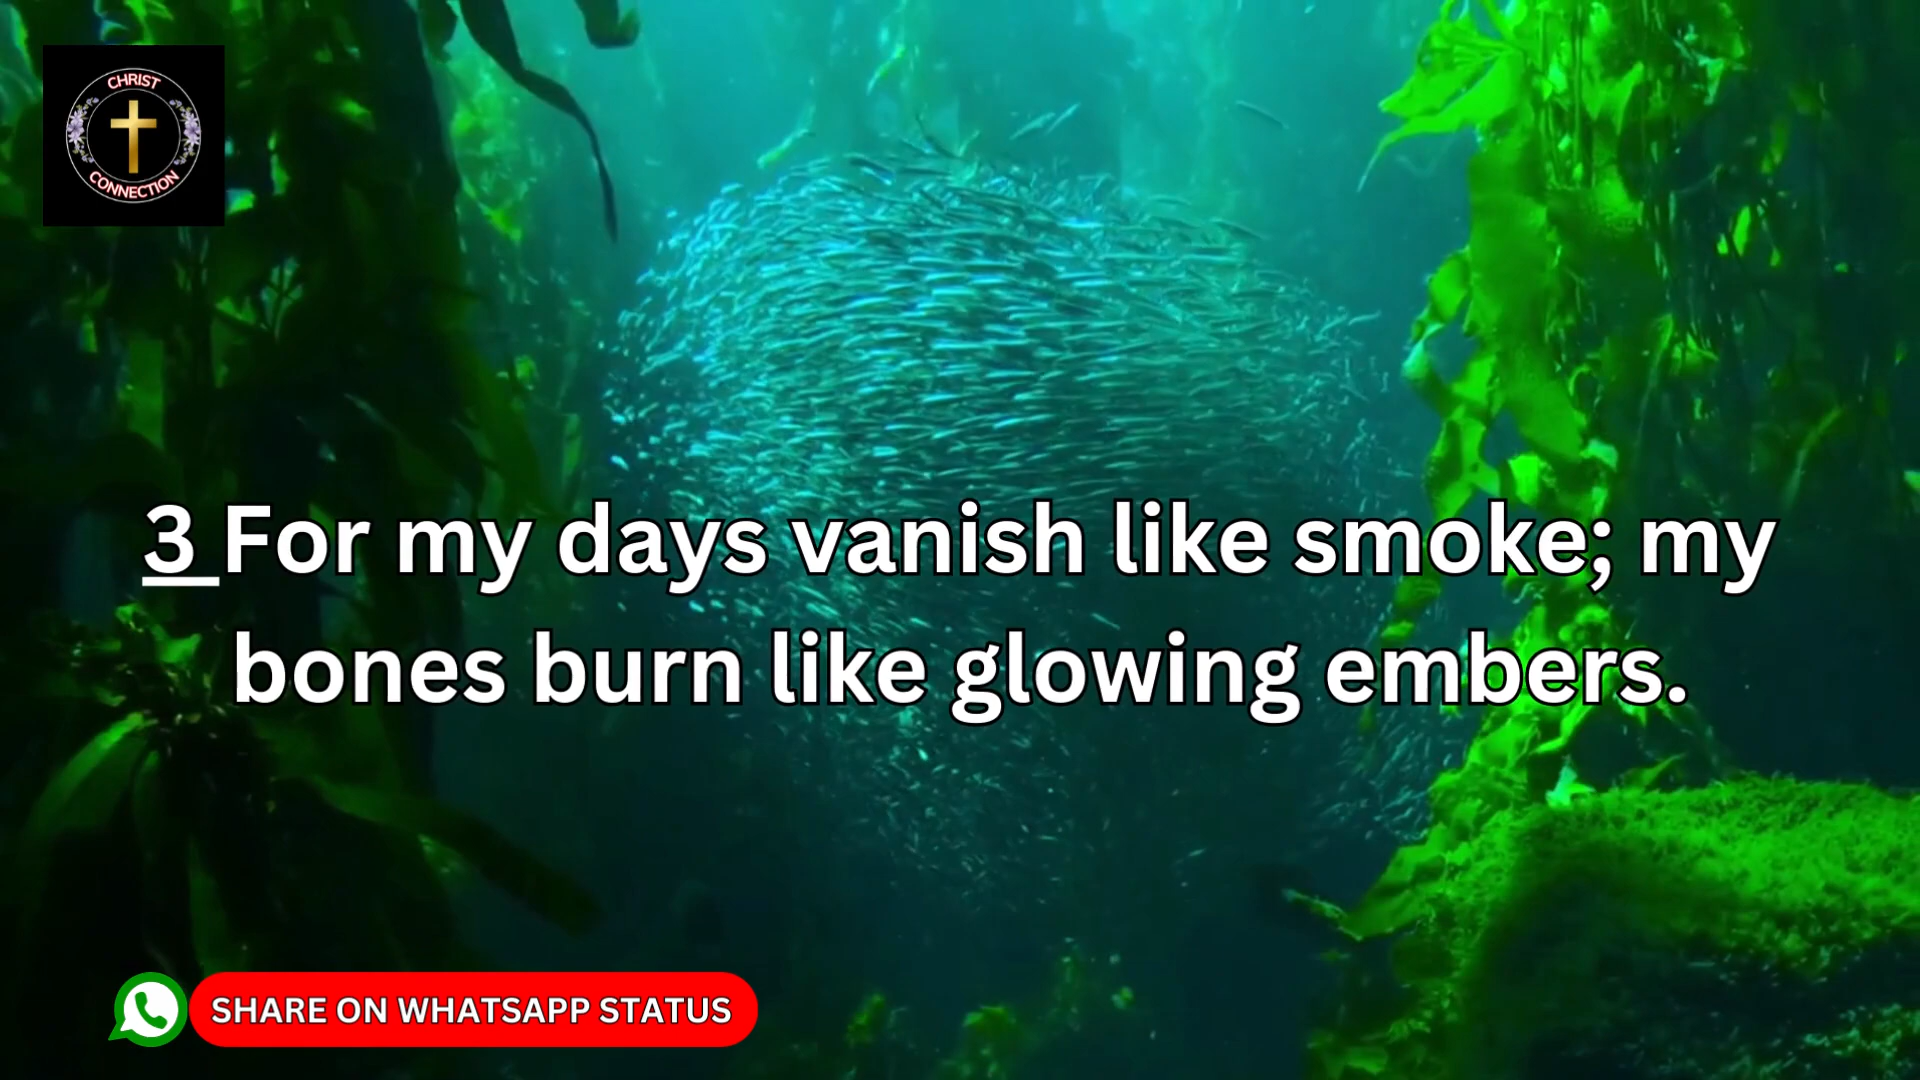 CHRIST
CONNECTION
3 For my days vanish like smoke; my
bones burn like glowing embers.
SHARE ON WHATSAPP STATUS